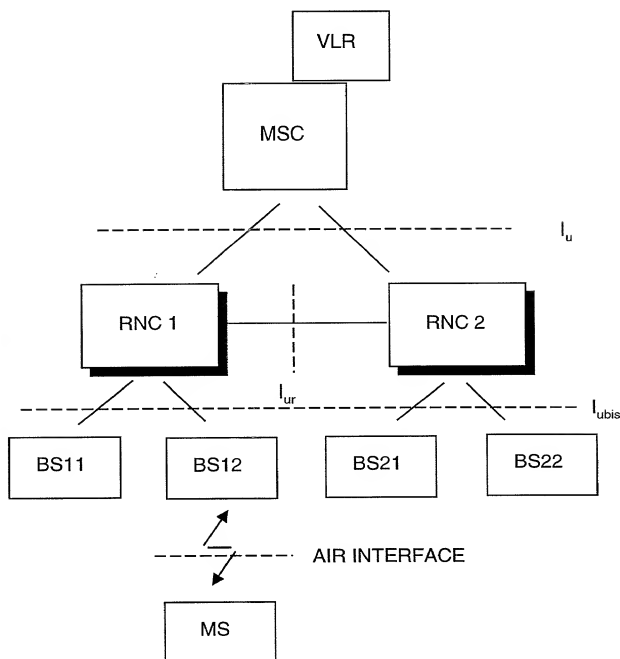 VLR
MSC
Iu
RNC 1
RNC 2
Iur
Iubis
BS11
BS12
BS21
BS22
AIR INTERFACE
MS